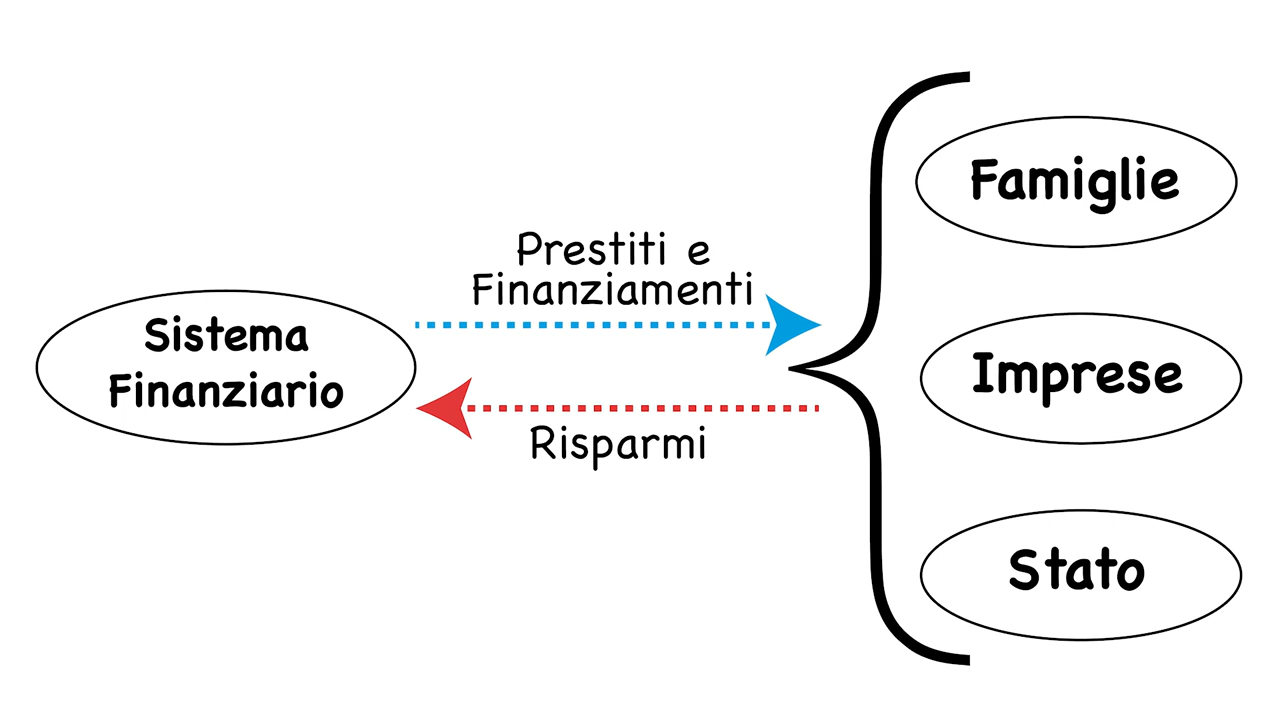 Sistema
Finanziario
Prestiti e
Finanziamenti
Risparmi
Famiglie
Imprese
Stato